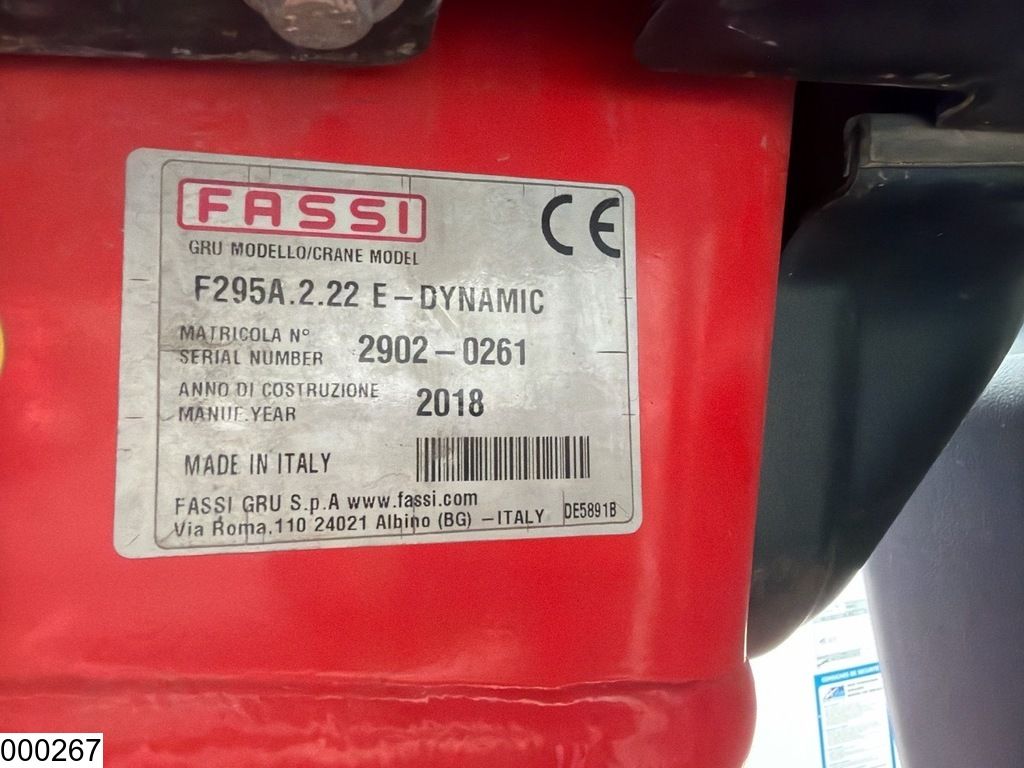 FASSI
CE
GRU MODELLO/CRANE MODEL
F295A.2.22 E-DYNAMIC
MATRICOLA N°
SERIAL NUMBER 2902-0261
ANNO DI COSTRUZIONE
MANUF.YEAR 2018
MADE IN ITALY
FASSI GRU S.p.A www.fassi.com
Via Roma,110 24021 Albino (BG) -ITALY DE5891B
000267